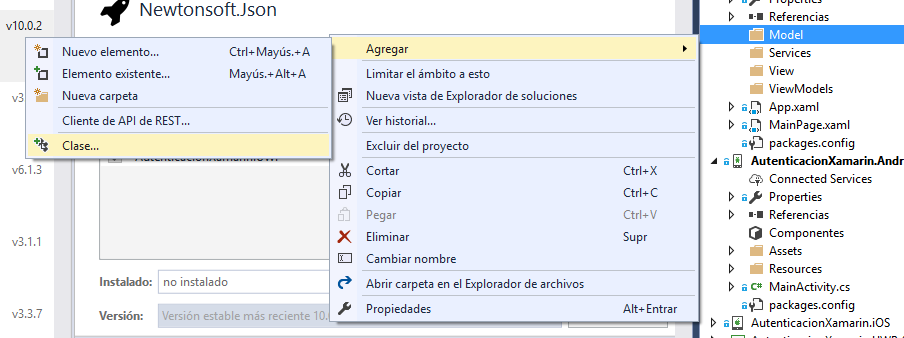 Newtonsoft.Json
v10.0.2
Nuevo elemento... Ctrl+Mayús.+A
Elemento existente... Mayús.+Alt+A
Nueva carpeta
Cliente de API de REST...
Clase...
Agregar
Limitar el ámbito a esto
Nueva vista de Explorador de soluciones
Ver historial...
Excluir del proyecto
Cortar Ctrl+X
Copiar Ctrl+C
Pegar Ctrl+V
Eliminar Supr
Cambiar nombre
Abrir carpeta en el Explorador de archivos
Propiedades Alt+Entrar
v6.1.3
v3.1.1
v3.3.7
Instalado: no instalado
Versión: Versión estable más reciente 10.
Properties
Referencias
Model
Services
View
ViewModels
App.xaml
MainPage.xaml
packages.config
AutenticacionXamarin.Andr
Connected Services
Properties
Referencias
Componentes
Assets
Resources
C# MainActivity.cs
packages.config
AutenticacionXamarin.iOS